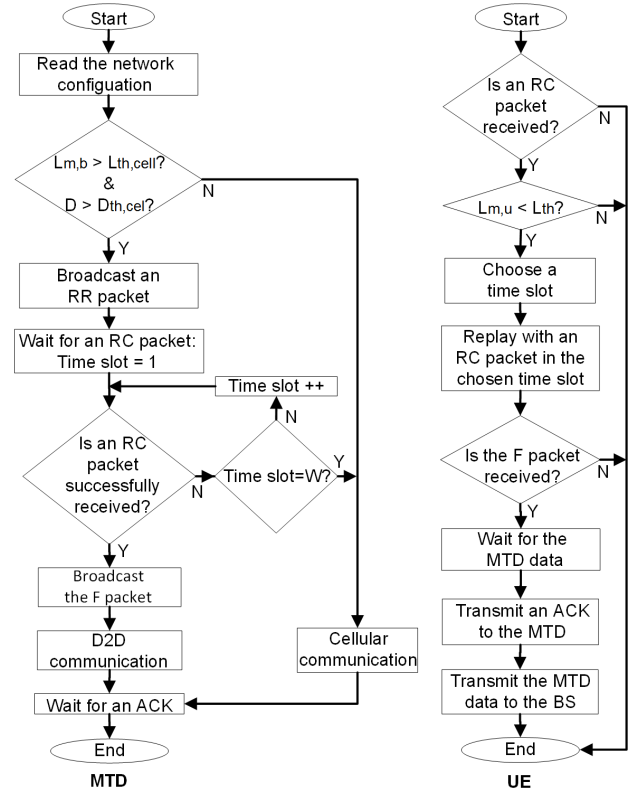 Start
Read the network
configuation
Lm,b > Lth,cell?
&
D > Dth,cel?
N
Y
Broadcast an
RR packet
Wait for an RC packet:
Time slot = 1
Time slot ++
N
Is an RC
packet
successfully
received?
N
Time slot=W?
Y
Y
Broadcast
the F packet
D2D
communication
Cellular
communication
Wait for an ACK
End
MTD
Start
Is an RC
packet
received?
N
Y
Lm,u < Lth?
N
Y
Choose a
time slot
Replay with an
RC packet in the
chosen time slot
Is the F packet
received?
N
Y
Wait for the
MTD data
Transmit an ACK
to the MTD
Transmit the MTD
data to the BS
End
UE